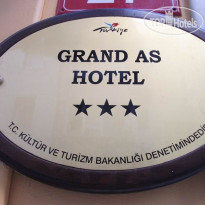 Türkiye
GRAND AS
HOTEL
T.C. KÜLTÜR VE TURİZM BAKANLIĞI DENETİMİNDEDİR